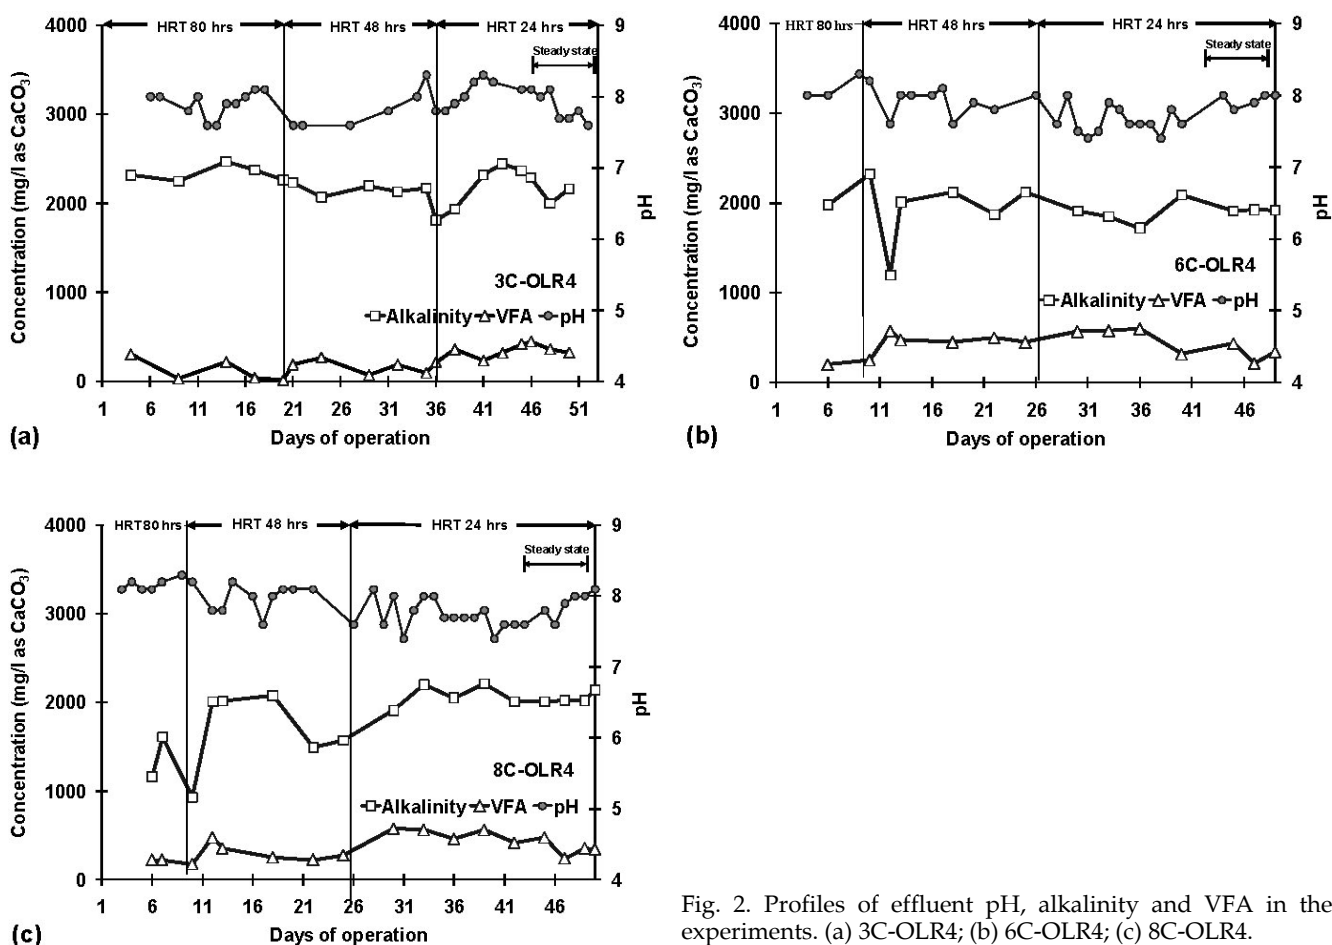 HRT 80 hrs HRT 48 hrs HRT 24 hrs
Steady state
4000
3000
2000
1000
0
Concentration (mg/l as CaCO3)
9
8
7
6
5
4
pH
3C-OLR4
Alkalinity VFA pH
1 6 11 16 21 26 31 36 41 46 51
Days of operation
(a)
HRT 80 hrs HRT 48 hrs HRT 24 hrs
Steady state
4000
3000
2000
1000
0
Concentration (mg/l as CaCO3)
9
8
7
6
5
4
pH
6C-OLR4
Alkalinity VFA pH
1 6 11 16 21 26 31 36 41 46
Days of operation
(b)
HRT80 hrs HRT 48 hrs HRT 24 hrs
Steady state
4000
3000
2000
1000
0
Concentration (mg/l as CaCO3)
9
8
7
6
5
4
pH
8C-OLR4
Alkalinity VFA pH
1 6 11 16 21 26 31 36 41 46
Days of operation
(c)
Fig. 2. Profiles of effluent pH, alkalinity and VFA in the
experiments. (a) 3C-OLR4; (b) 6C-OLR4; (c) 8C-OLR4.